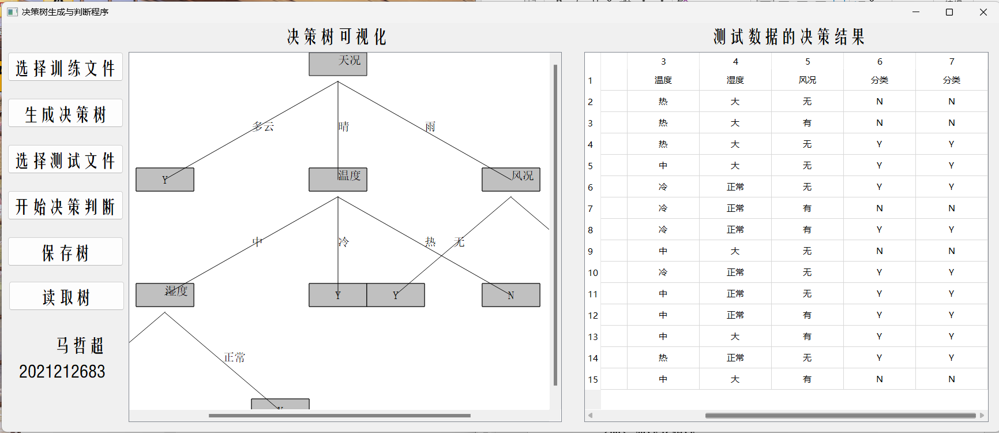 决策树生成与判断程序
决策树可视化
测试数据的决策结果
选择训练文件
生成决策树
选择测试文件
开始决策判断
保存树
读取树
马哲超
2021212683
天况
多云 晴 雨
Y 温度 风况
中 冷 热 无
湿度 Y Y N
正常
3 4 5 6 7
1 温度 湿度 风况 分类 分类
2 热 大 无 N N
3 热 大 有 N N
4 热 大 无 Y Y
5 中 大 无 Y Y
6 冷 正常 无 Y Y
7 冷 正常 有 N N
8 冷 正常 有 Y Y
9 中 大 无 N N
10 冷 正常 无 Y Y
11 中 正常 无 Y Y
12 中 正常 有 Y Y
13 中 大 有 Y Y
14 热 正常 无 Y Y
15 中 大 有 N N